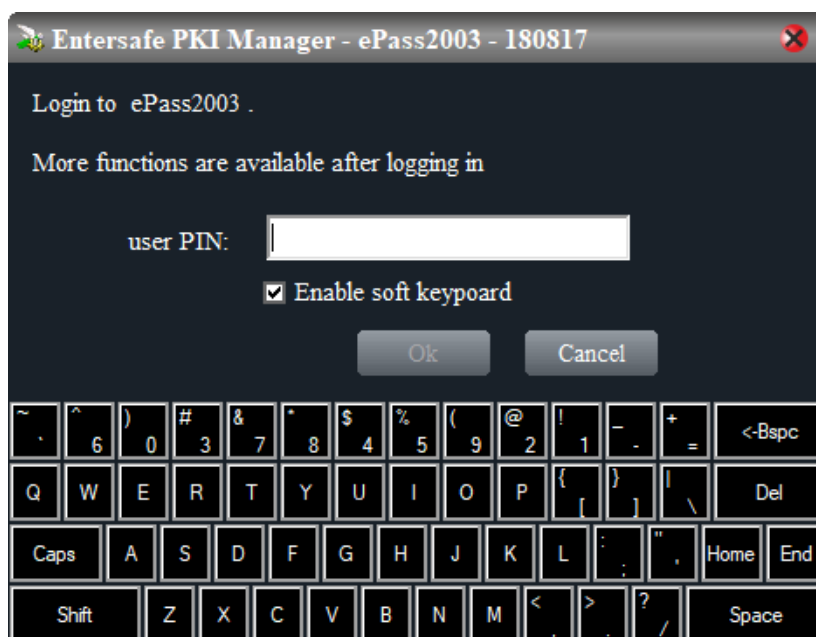 Entersafe PKI Manager - ePass2003 - 180817
Login to ePass2003 .
More functions are available after logging in
user PIN:
Enable soft keypoard
Ok Cancel
~ ` ^ 6 ) 0 # 3 & 7 * 8 $ 4 % 5 ( 9 @ 2 ! 1 _ - + = <-Bspc
Q W E R T Y U I O P { [ } ] | \ Del
Caps A S D F G H J K L : ; " , Home End
Shift Z X C V B N M < , > . ? / Space